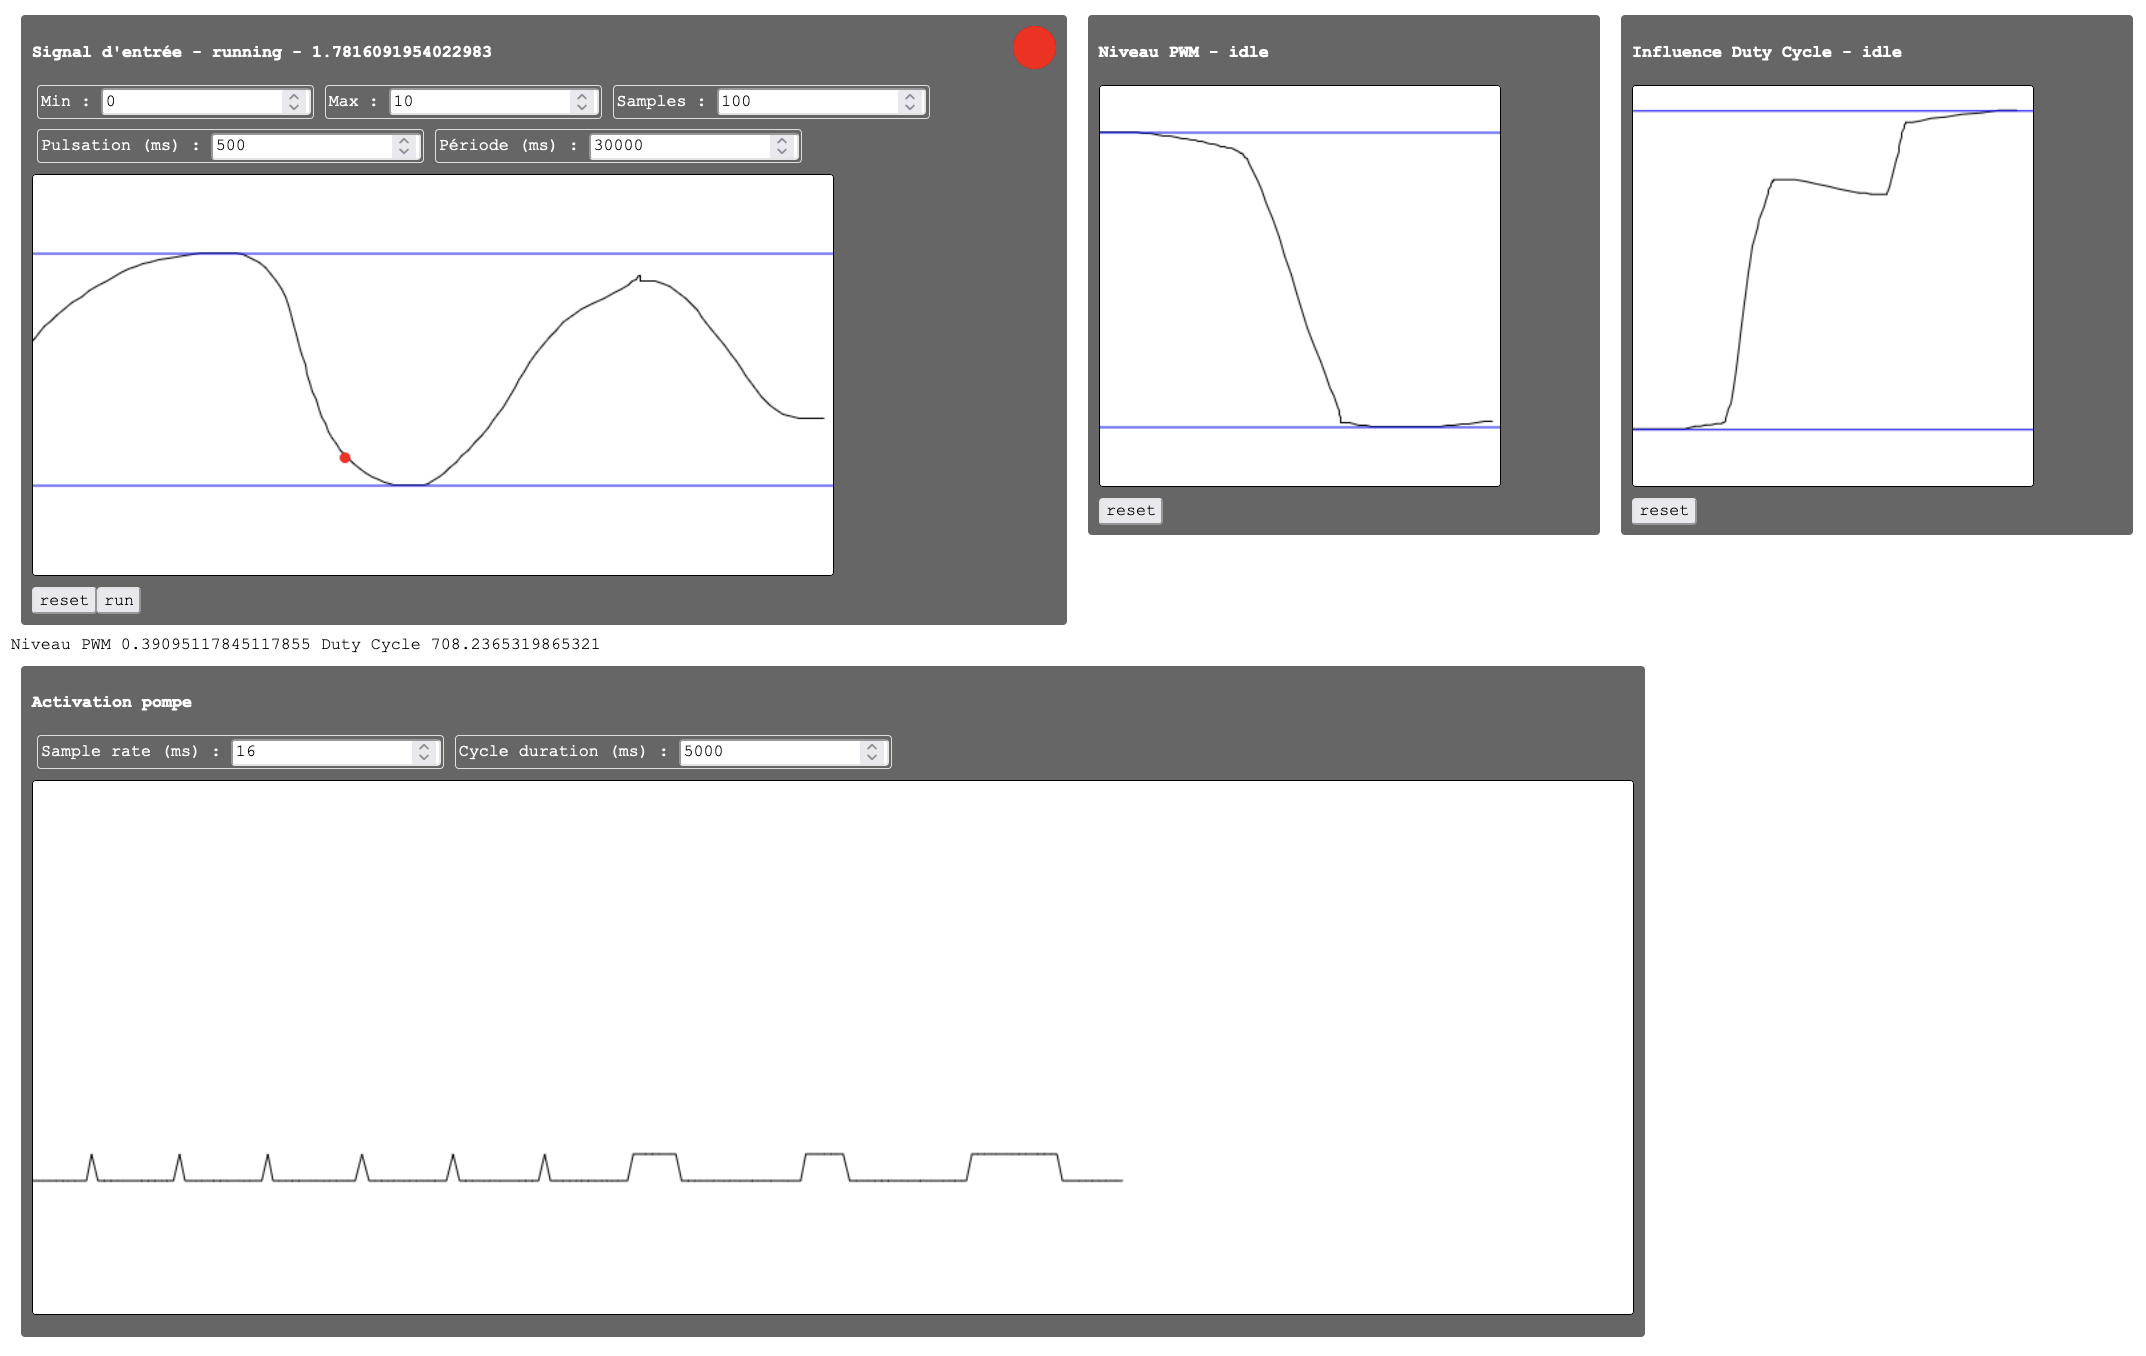 Signal d'entrée - running - 1.7816091954022983
Min : 0 Max : 10 Samples : 100
Pulsation (ms) : 500 Période (ms) : 30000
reset run
Niveau PWM - idle
reset
Influence Duty Cycle - idle
reset
Niveau PWM 0.39095117845117855 Duty Cycle 708.2365319865321
Activation pompe
Sample rate (ms) : 16 Cycle duration (ms) : 5000